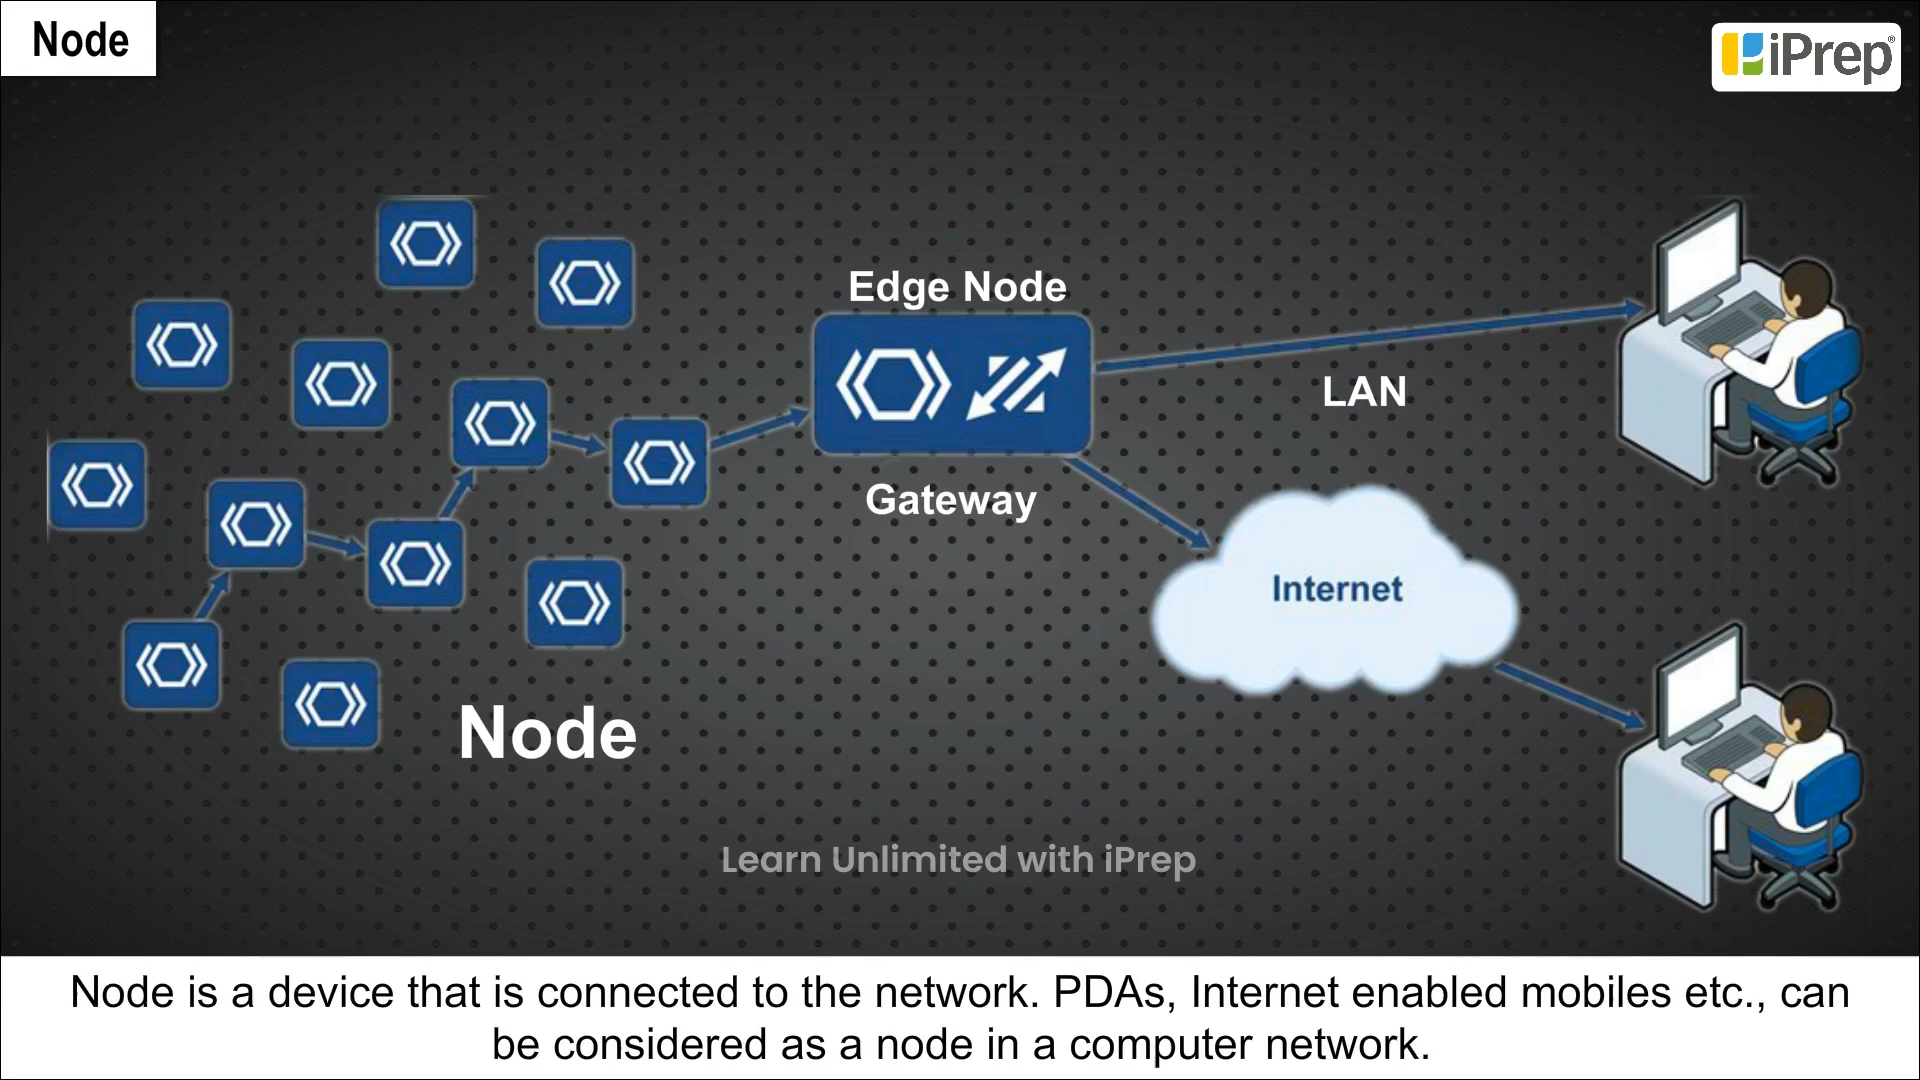 Node
iPrep®
Edge Node
LAN
Gateway
Internet
Node
Learn Unlimited with iPrep
Node is a device that is connected to the network. PDAs, Internet enabled mobiles etc., can
be considered as a node in a computer network.